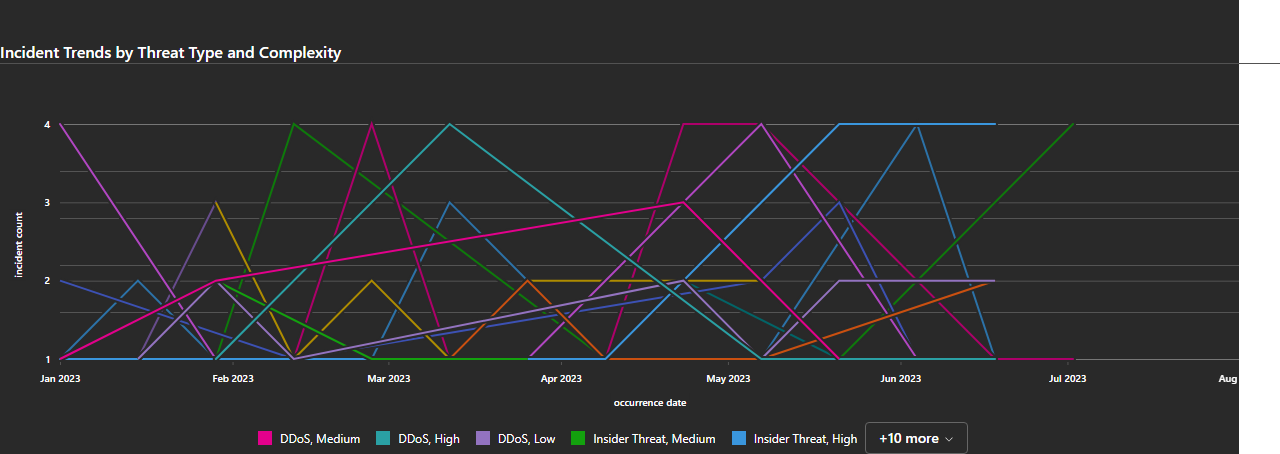 Incident Trends by Threat Type and Complexity
4
3
2
1
incident count
Jan 2023 Feb 2023 Mar 2023 Apr 2023 May 2023 Jun 2023 Jul 2023 Aug
occurrence date
DDoS, Medium DDoS, High DDoS, Low Insider Threat, Medium Insider Threat, High +10 more